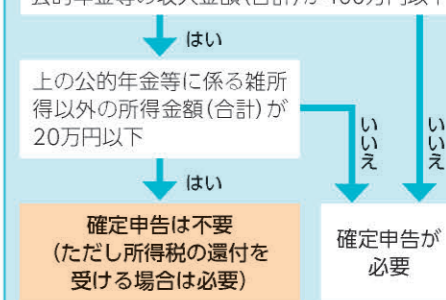 はい
上の公的年金等に係る雑所
得以外の所得金額(合計)が
20万円以下
いいえ
いいえ
はい
確定申告は不要
(ただし所得税の還付を
受ける場合は必要)
確定申告が
必要